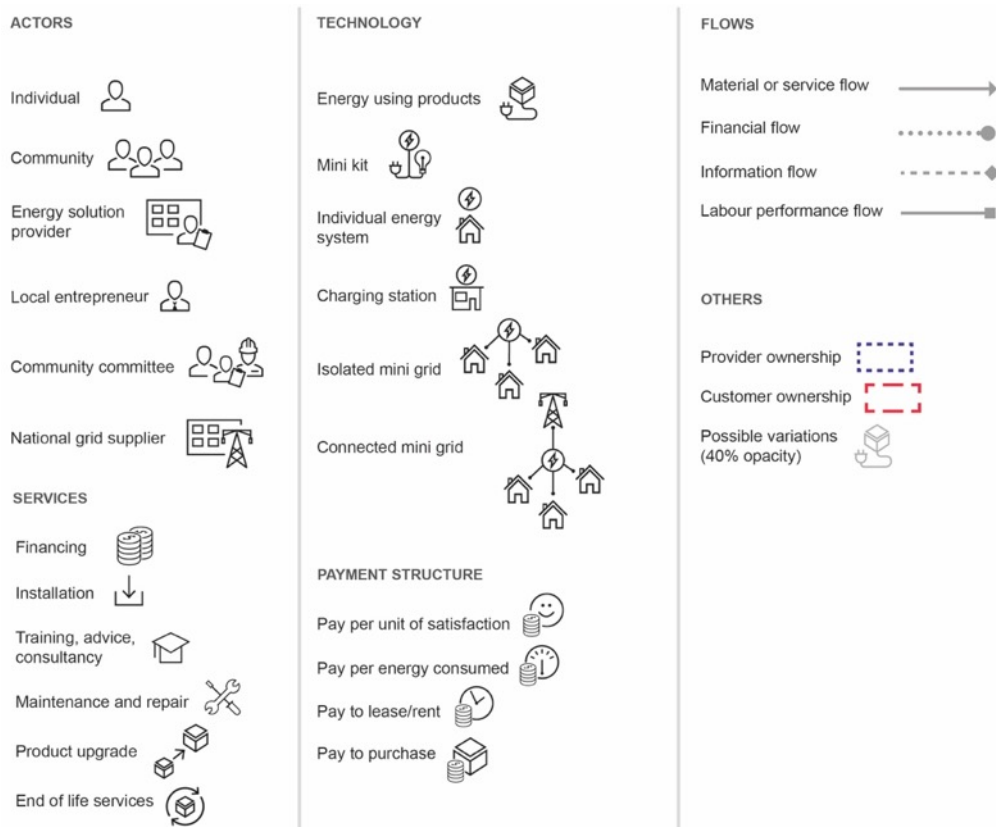 ACTORS
Individual
Community
Energy solution
provider
Local entrepreneur
Community committee
National grid supplier
SERVICES
Financing
Installation
Training, advice,
consultancy
Maintenance and repair
Product upgrade
End of life services
TECHNOLOGY
Energy using products
Mini kit
Individual energy
system
Charging station
Isolated mini grid
Connected mini grid
PAYMENT STRUCTURE
Pay per unit of satisfaction
Pay per energy consumed
Pay to lease/rent
Pay to purchase
FLOWS
Material or service flow
Financial flow
Information flow
Labour performance flow
OTHERS
Provider ownership
Customer ownership
Possible variations
(40% opacity)